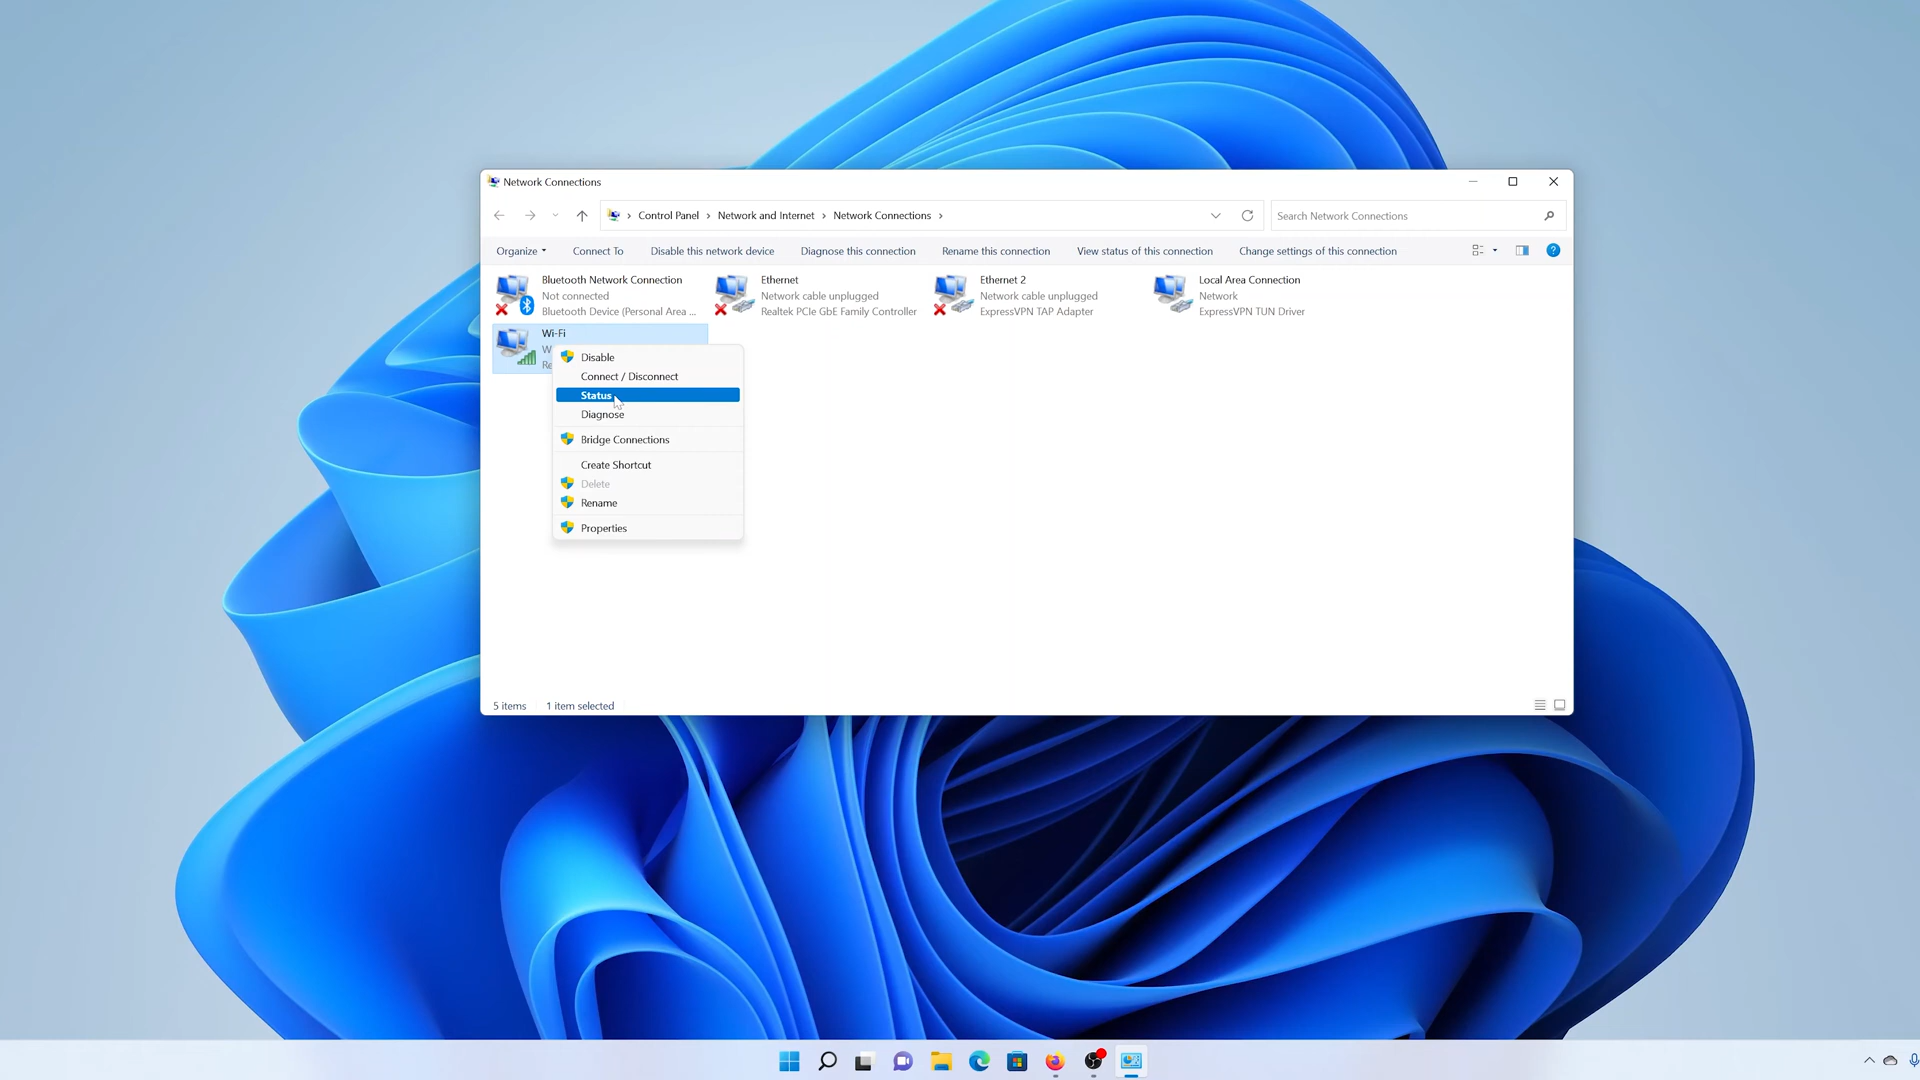 Network Connections
Control Panel
Network and Internet
Network Connections
Search Network Connections
Organize
Connect To
Disable this network device
Diagnose this connection
Rename this connection
View status of this connection
Change settings of this connection
Bluetooth Network Connection
Not connected
Bluetooth Device (Personal Area ...
Ethernet
Network cable unplugged
Realtek PCIe GbE Family Controller
Ethernet 2
Network cable unplugged
ExpressVPN TAP Adapter
Local Area Connection
Network
ExpressVPN TUN Driver
Wi-Fi
Disable
Connect / Disconnect
Status
Diagnose
Bridge Connections
Create Shortcut
Delete
Rename
Properties
5 items
1 item selected